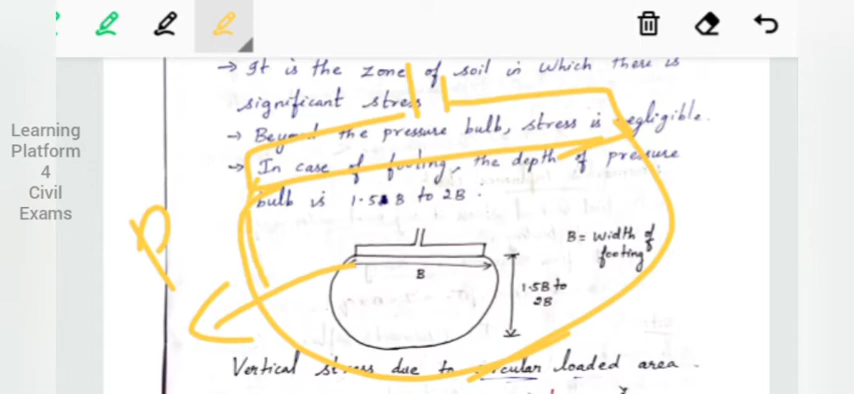 → It is the zone of soil in which there is
significant stress
→ Beyond the pressure bulb, stress is negligible.
→ In case of footing, the depth of pressure
bulb is 1.5 B to 2B.
Learning
Platform
4
Civil
Exams
P
B = width of
footing
B
1.5B to
2B
Vertical stress due to circular loaded area